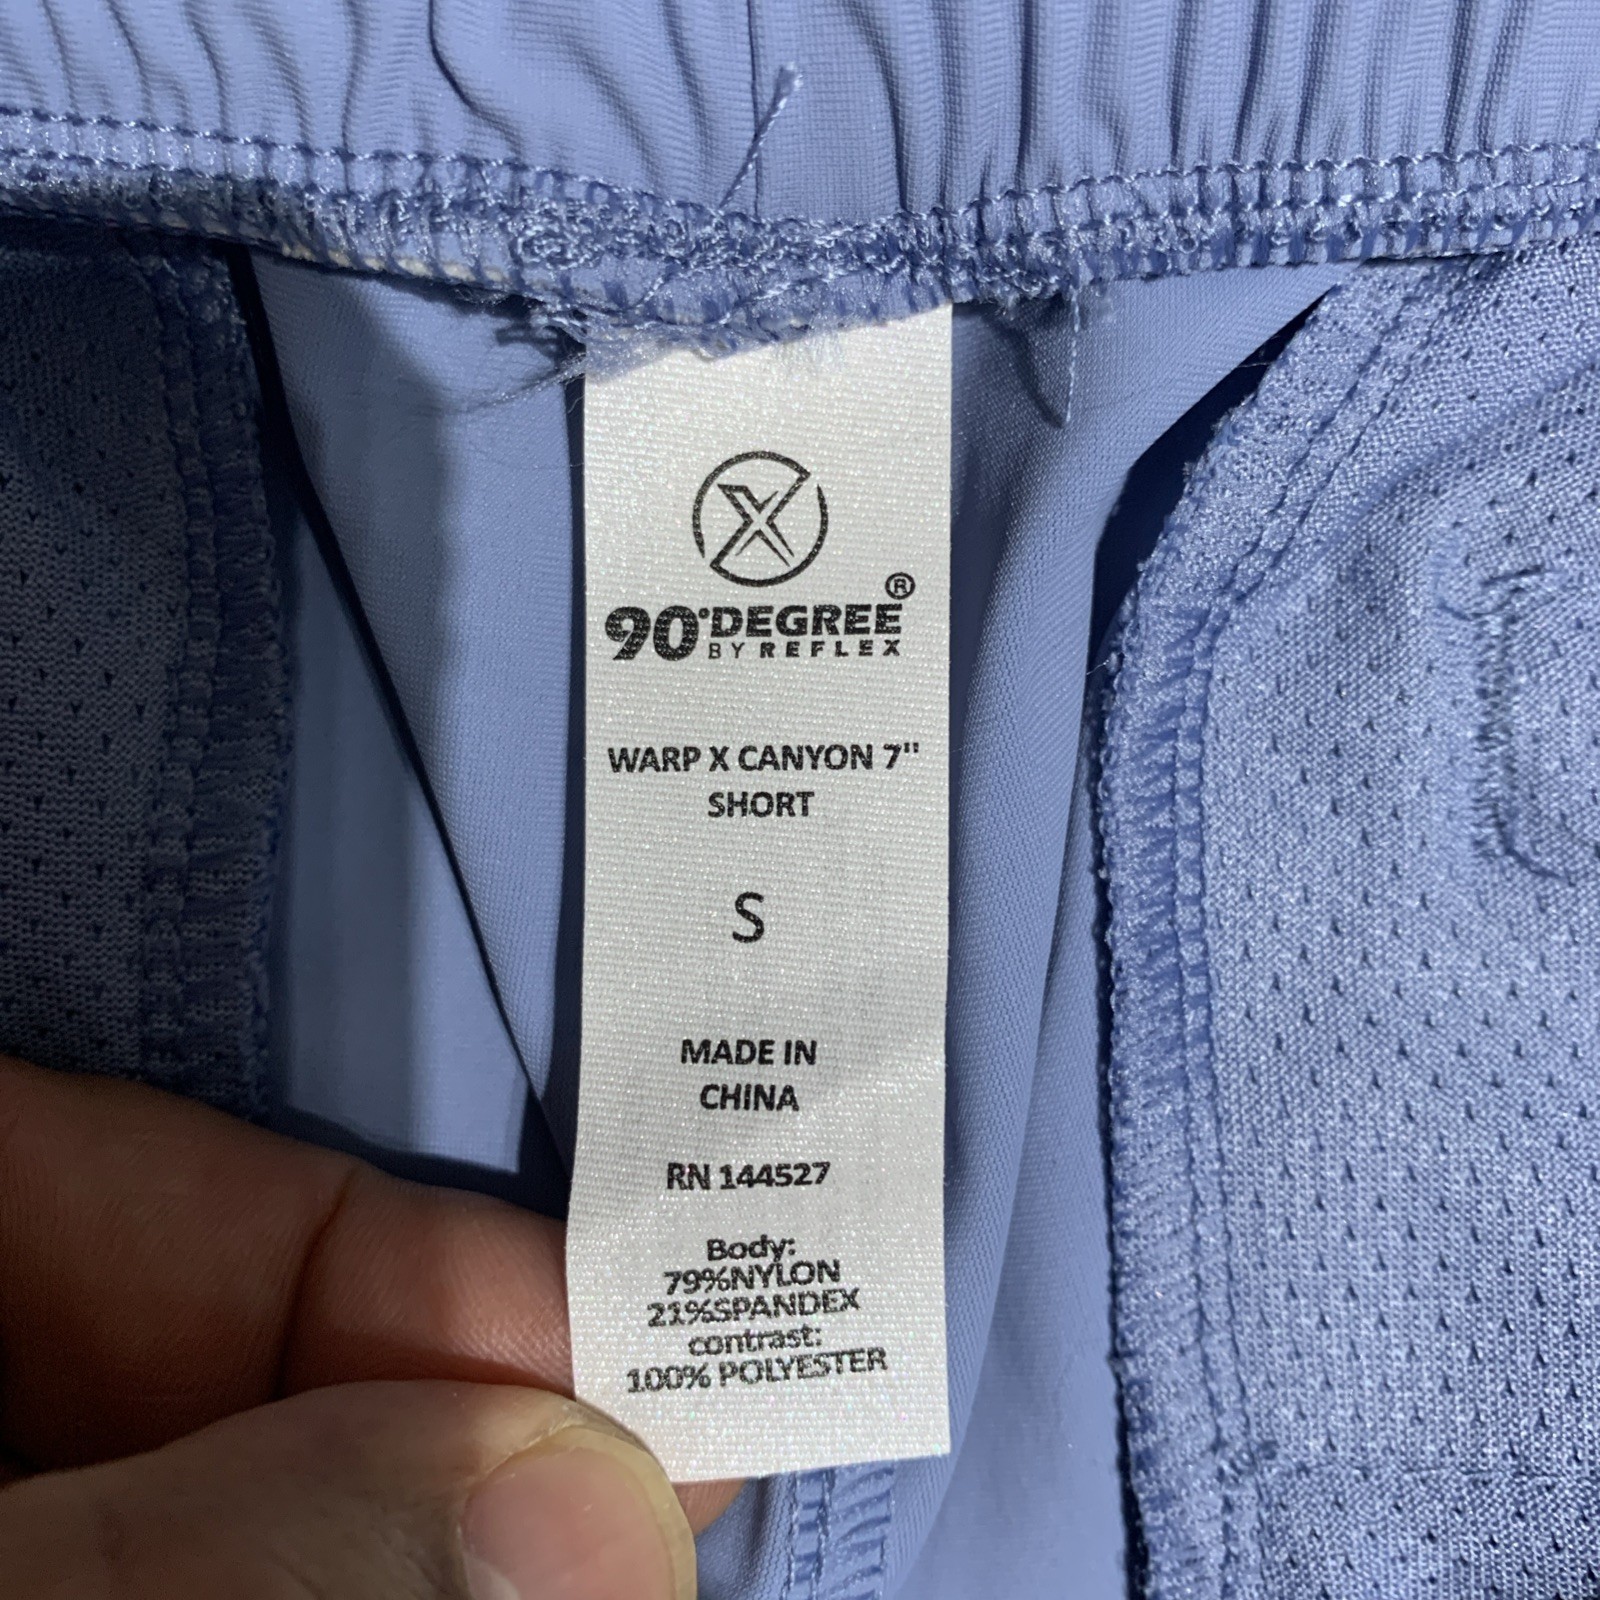 X
90°DEGREE®
BY REFLEX
WARP X CANYON 7"
SHORT
S
MADE IN
CHINA
RN 144527
Body:
79%NYLON
21%SPANDEX
contrast:
100% POLYESTER